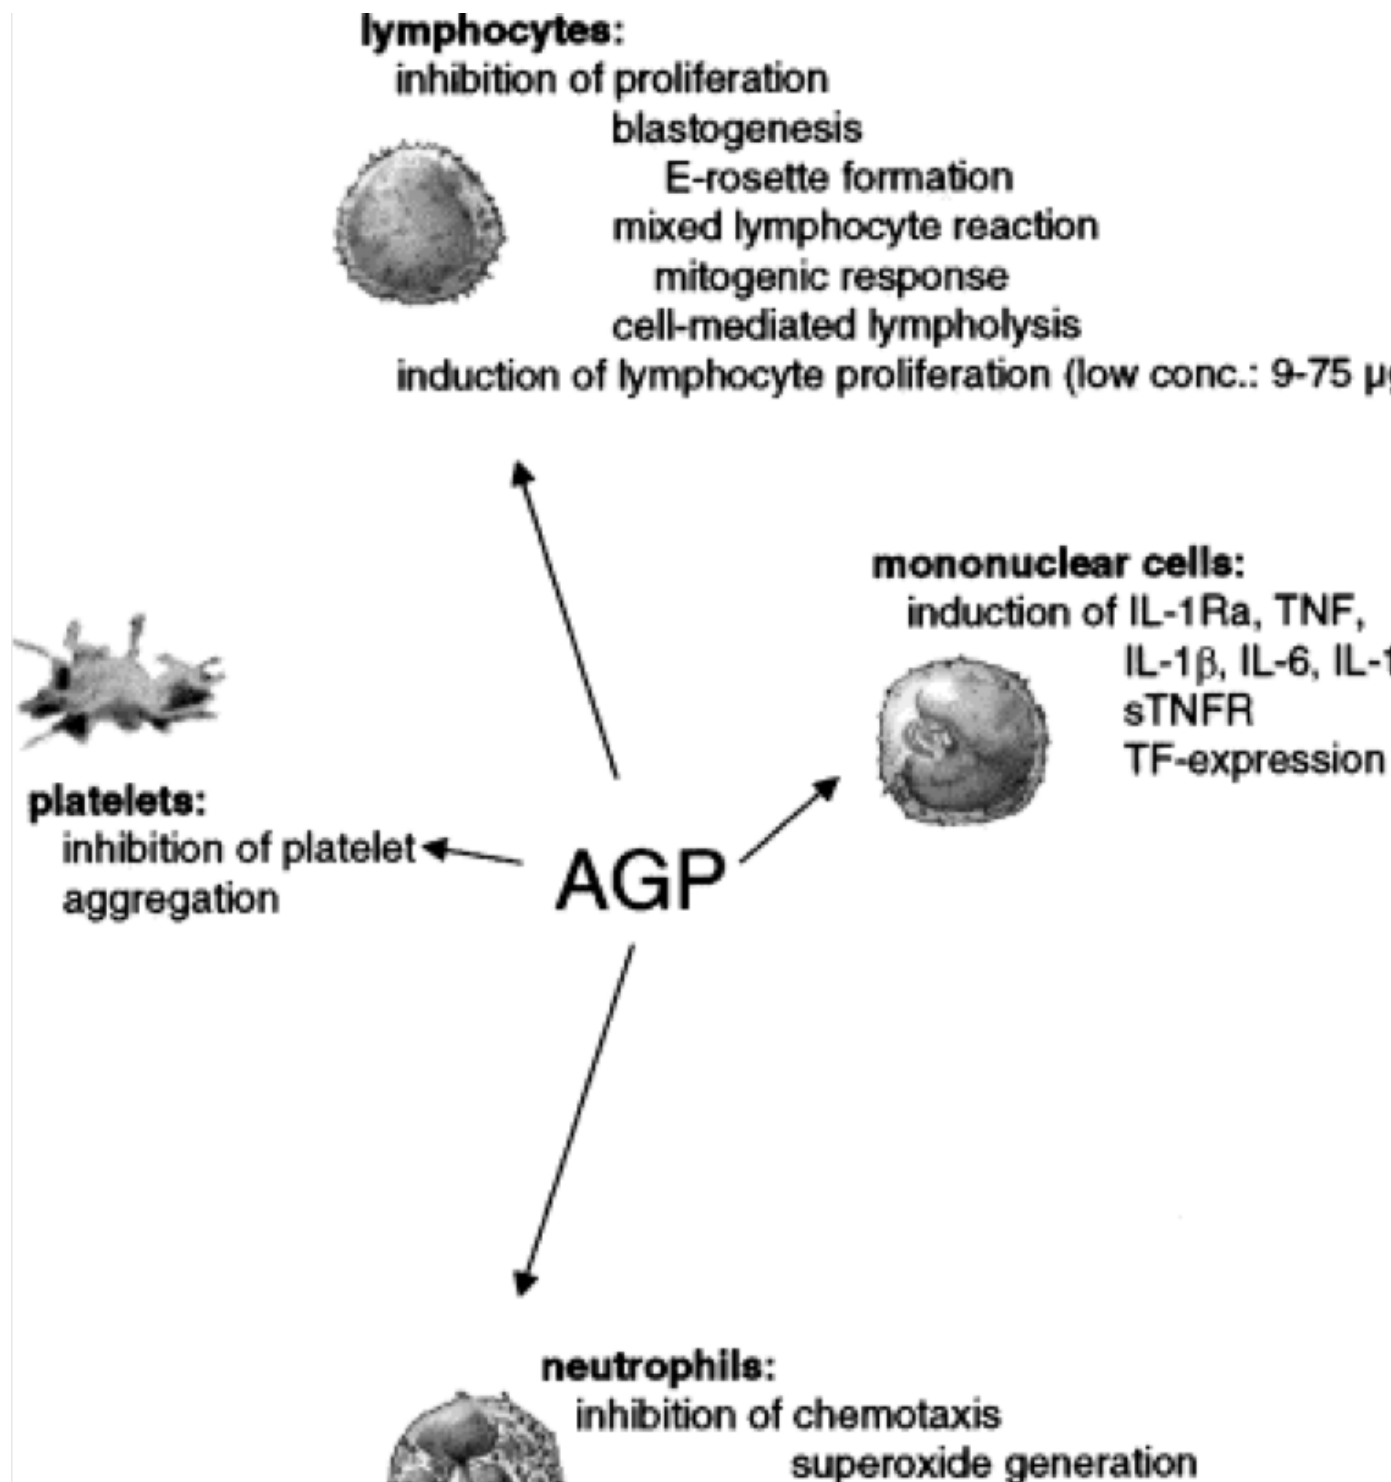 lymphocytes:
inhibition of proliferation
blastogenesis
E-rosette formation
mixed lymphocyte reaction
mitogenic response
cell-mediated lympholysis
induction of lymphocyte proliferation (low conc.: 9-75
mononuclear cells:
induction of IL-1Ra, TNF,
IL-1β, IL-6,
sTNFR
TF-expression
platelets:
inhibition of platelet
aggregation
AGP
neutrophils:
inhibition of chemotaxis
superoxide generation